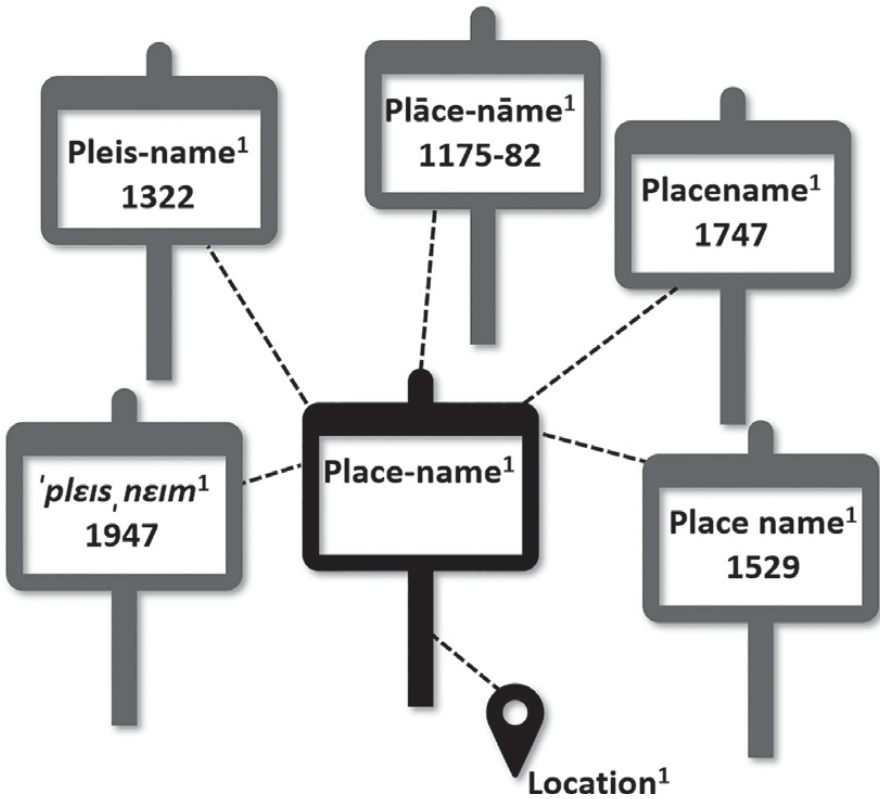 Plāce-nāme¹
1175-82
Pleis-name¹
1322
Placename¹
1747
ˈplɛɪsˌnɛɪm¹
1947
Place-name¹
Place name¹
1529
Location¹